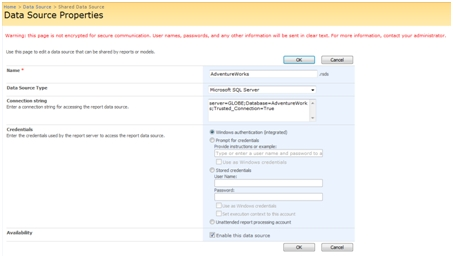 Home > Data Source > Shared Data Source
Data Source Properties
Warning: this page is not encrypted for secure communication. User names, passwords, and any other information will be sent in clear text. For more information, contact your administrator.
Use this page to edit a data source that can be shared by reports or models.
OK Cancel
Name *
AdventureWorks .rsds
Data Source Type
Microsoft SQL Server
Connection string
Enter a connection string for accessing the report data source.
server=GLOBE;Database=AdventureWork
s;Trusted_Connection=True
Credentials
Enter the credentials used by the report server to access the report data source.
Windows authentication (integrated)
Prompt for credentials
Provide instructions or example:
Type or enter a user name and password to a
Use as Windows credentials
Stored credentials
User Name:
Password:
Use as Windows credentials
Set execution context to this account
Unattended report processing account
Availability
Enable this data source
OK Cancel